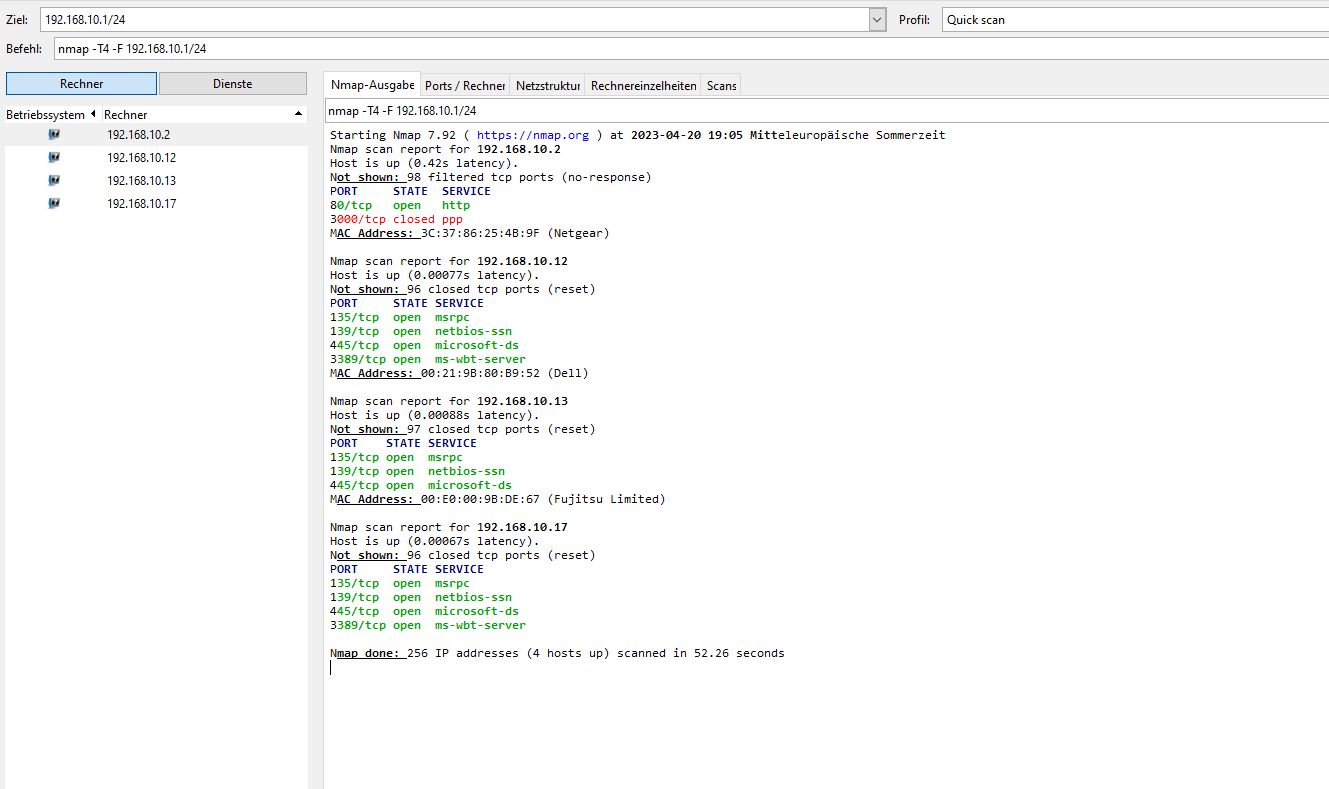 Ziel: 192.168.10.1/24 Profil: Quick scan
Befehl: nmap -T4 -F 192.168.10.1/24
Rechner Dienste
Nmap-Ausgabe Ports / Rechner Netzstruktur Rechnereinzelheiten Scans
Betriebssystem Rechner
192.168.10.2
192.168.10.12
192.168.10.13
192.168.10.17
nmap -T4 -F 192.168.10.1/24
Starting Nmap 7.92 ( https://nmap.org ) at 2023-04-20 19:05 Mitteleuropäische Sommerzeit
Nmap scan report for 192.168.10.2
Host is up (0.42s latency).
Not shown: 98 filtered tcp ports (no-response)
PORT STATE SERVICE
80/tcp open http
3000/tcp closed ppp
MAC Address: 3C:37:86:25:4B:9F (Netgear)
Nmap scan report for 192.168.10.12
Host is up (0.00077s latency).
Not shown: 96 closed tcp ports (reset)
PORT STATE SERVICE
135/tcp open msrpc
139/tcp open netbios-ssn
445/tcp open microsoft-ds
3389/tcp open ms-wbt-server
MAC Address: 00:21:9B:80:B9:52 (Dell)
Nmap scan report for 192.168.10.13
Host is up (0.00088s latency).
Not shown: 97 closed tcp ports (reset)
PORT STATE SERVICE
135/tcp open msrpc
139/tcp open netbios-ssn
445/tcp open microsoft-ds
MAC Address: 00:E0:00:9B:DE:67 (Fujitsu Limited)
Nmap scan report for 192.168.10.17
Host is up (0.00067s latency).
Not shown: 96 closed tcp ports (reset)
PORT STATE SERVICE
135/tcp open msrpc
139/tcp open netbios-ssn
445/tcp open microsoft-ds
3389/tcp open ms-wbt-server
Nmap done: 256 IP addresses (4 hosts up) scanned in 52.26 seconds